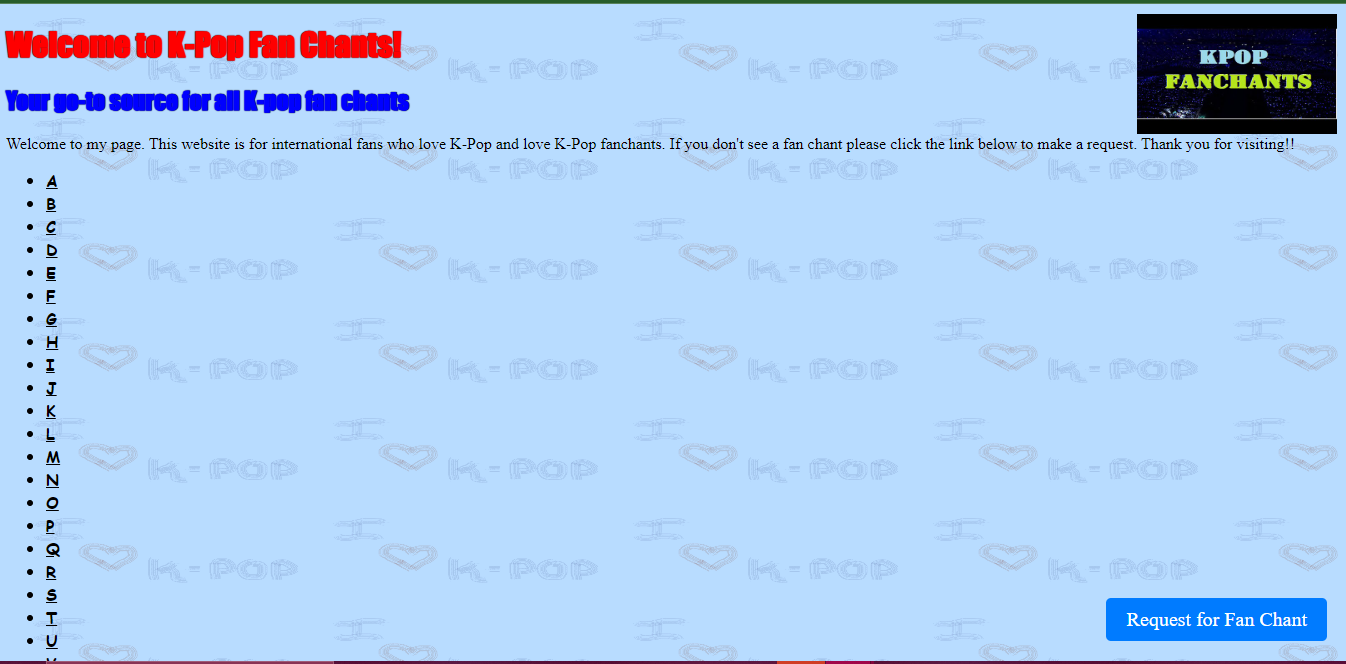 Welcome to K-Pop Fan Chants!
KPOP
FANCHANTS
Your go-to source for all K-pop fan chants
Welcome to my page. This website is for international fans who love K-Pop and love K-Pop fanchants. If you don't see a fan chant please click the link below to make a request. Thank you for visiting!!
A
B
C
D
E
F
G
H
I
J
K
L
M
N
O
P
Q
R
S
T
U
Request for Fan Chant
I
K-POP